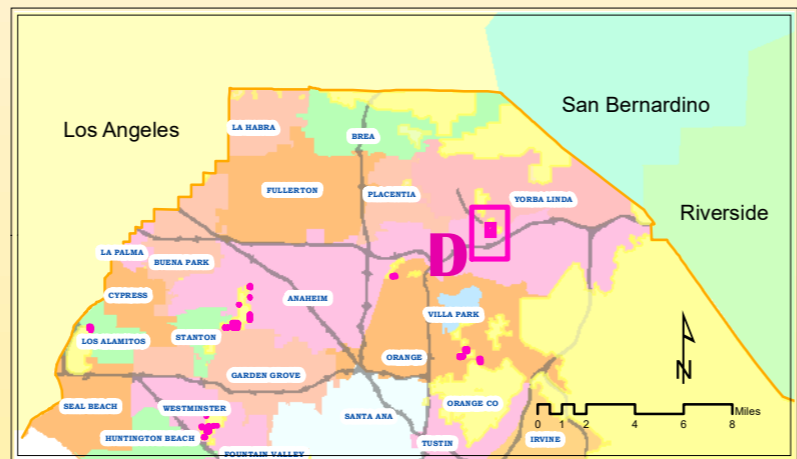 San Bernardino
Los Angeles
LA HABRA
BREA
FULLERTON
PLACENTIA
YORBA LINDA
Riverside
D
LA PALMA
BUENA PARK
CYPRESS
ANAHEIM
VILLA PARK
STANTON
LOS ALAMITOS
ORANGE
N
GARDEN GROVE
SEAL BEACH
WESTMINSTER
ORANGE CO
SANTA ANA
Miles
0 1 2 4 6 8
HUNTINGTON BEACH
TUSTIN
IRVINE
FOUNTAIN VALLEY